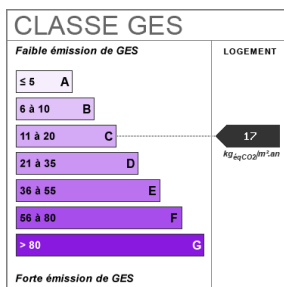 CLASSE GES
Faible émission de GES
LOGEMENT
≤ 5 A
6 à 10 B
11 à 20 C
17
kgéqCO2/m².an
21 à 35 D
36 à 55 E
56 à 80 F
> 80 G
Forte émission de GES